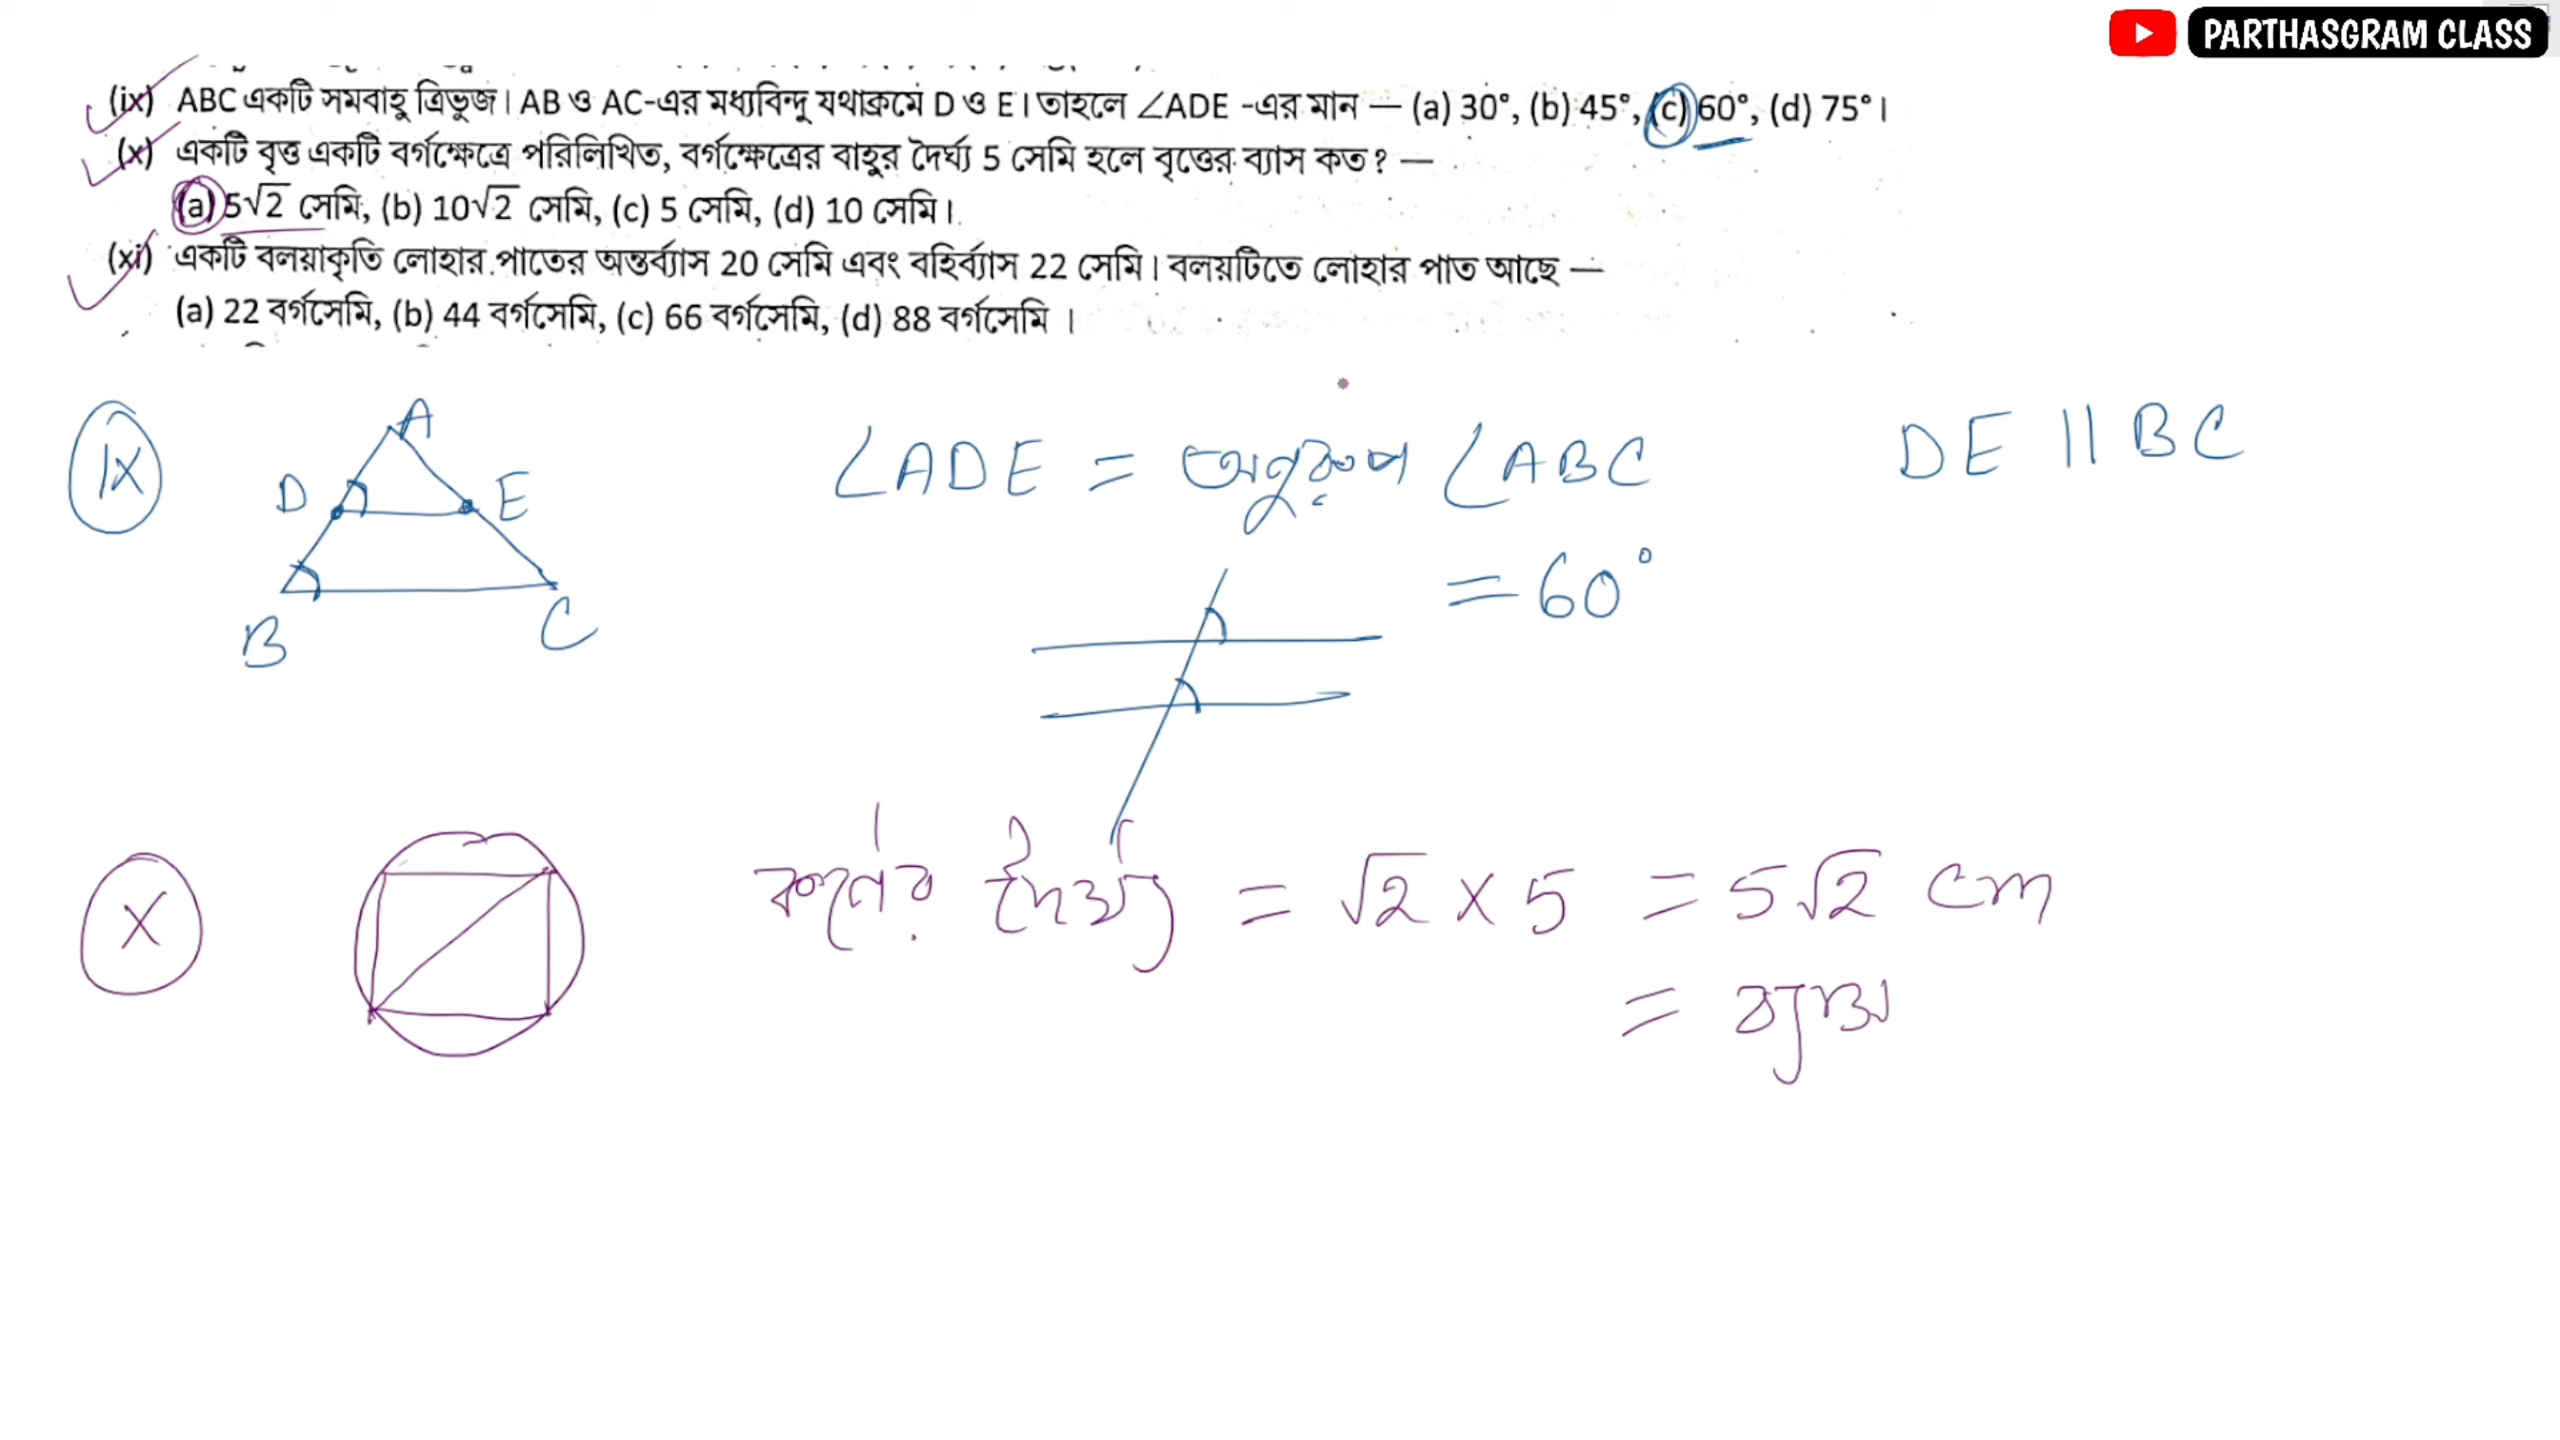 PARTHASGRAM CLASS
(ix) ABC একটি সমবাহু ত্রিভুজ। AB ও AC-এর মধ্যবিন্দু যথাক্রমে D ও E। তাহলে ∠ADE -এর মান — (a) 30°, (b) 45°, (c) 60°, (d) 75°।
(x) একটি বৃত্ত একটি বর্গক্ষেত্রে পরিলিখিত, বর্গক্ষেত্রের বাহুর দৈর্ঘ্য 5 সেমি হলে বৃত্তের ব্যাস কত? —
(a) 5√2 সেমি, (b) 10√2 সেমি, (c) 5 সেমি, (d) 10 সেমি।
(xi) একটি বলয়াকৃতি লোহার পাতের অন্তর্ব্যাস 20 সেমি এবং বহির্ব্যাস 22 সেমি। বলয়টিতে লোহার পাত আছে —
(a) 22 বর্গসেমি, (b) 44 বর্গসেমি, (c) 66 বর্গসেমি, (d) 88 বর্গসেমি ।
IX
A
D E
B C
∠ADE = অনুরূপ ∠ABC
= 60°
DE || BC
X
কর্ণের দৈর্ঘ্য = √2 × 5 = 5√2 cm
= ব্যাস